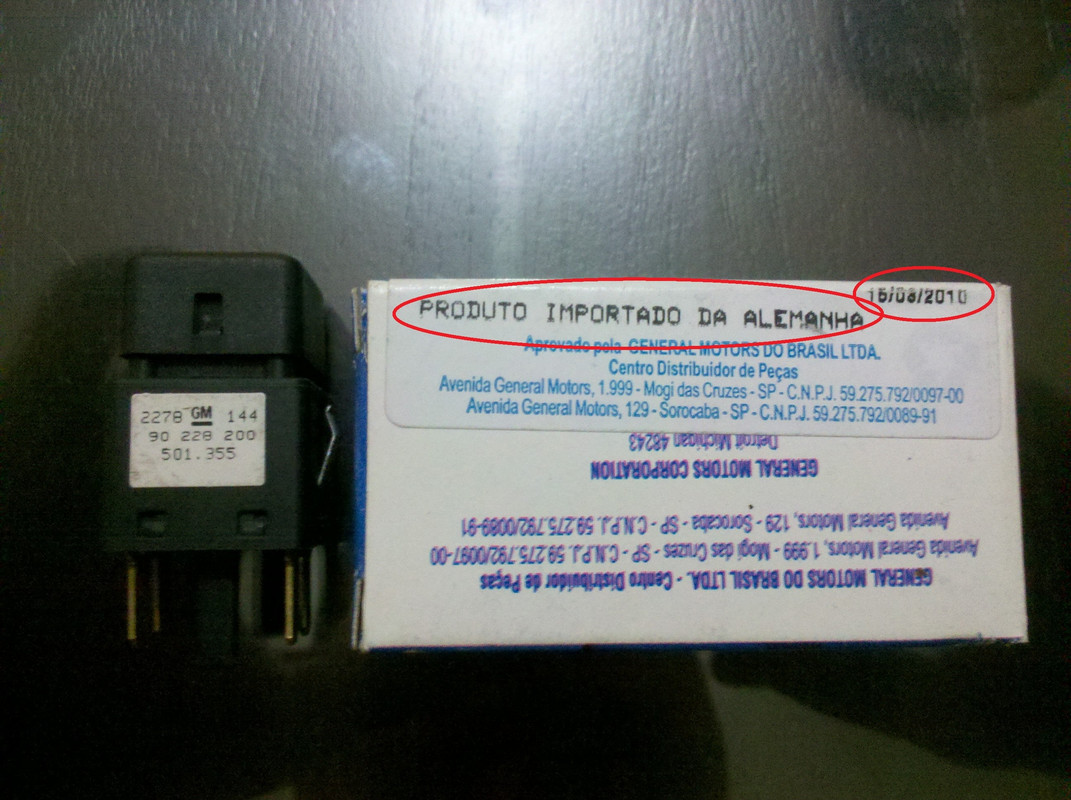 2278 GM 144
90 228 200
501.355
15/03/2010
PRODUTO IMPORTADO DA ALEMANHA
Aprovado pela GENERAL MOTORS DO BRASIL LTDA.
Centro Distribuidor de Peças
Avenida General Motors, 1.999 - Mogi das Cruzes - SP - C.N.P.J. 59.275.792/0097-00
Avenida General Motors, 129 - Sorocaba - SP - C.N.P.J. 59.275.792/0089-91
GENERAL MOTORS DO BRASIL LTDA. - Centro Distribuidor de Peças
Avenida General Motors, 1.999 - Mogi das Cruzes - SP - C.N.P.J. 59.275.792/0097-00
Avenida General Motors, 129 - Sorocaba - SP - C.N.P.J. 59.275.792/0089-91
GENERAL MOTORS CORPORATION
Detroit Michigan 48243